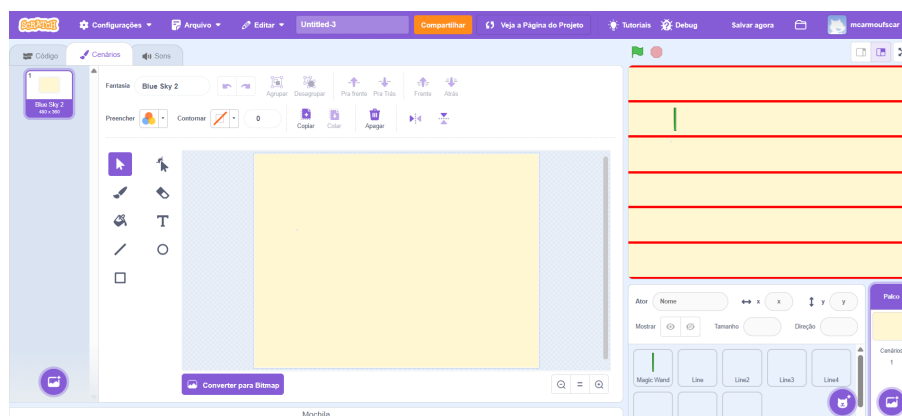 SCRATCH Configurações Arquivo Editar Untitled-3 Compartilhar Veja a Página do Projeto Tutoriais Debug Salvar agora mcarmoufscar
Código Cenários Sons
1
Blue Sky 2
480 x 360
Fantasia Blue Sky 2 Agrupar Desagrupar Pra frente Pra Trás Frente Atrás
Preencher Contornar 0 Copiar Colar Apagar
T
Converter para Bitmap
Mochila
Ator Nome x x y y
Mostrar Tamanho Direção
Magic Wand Line Line2 Line3 Line4
Palco
Cenários
1